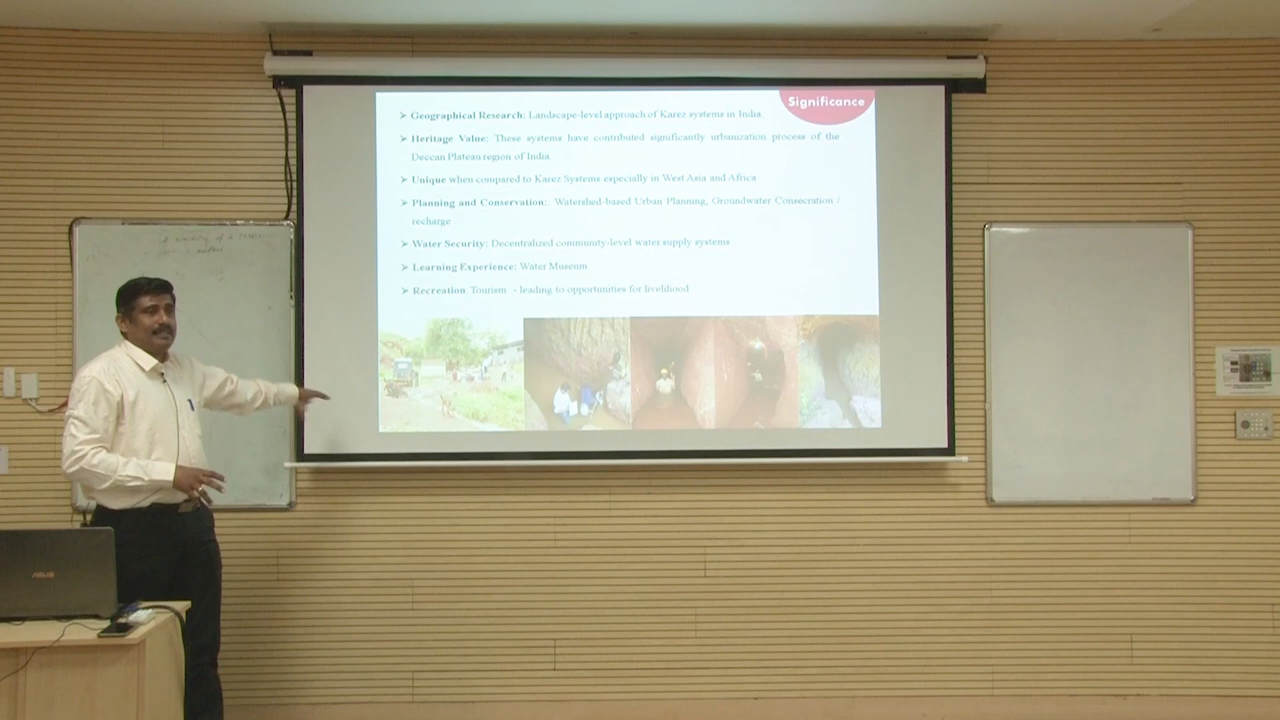 Significance
➢ Geographical Research: Landscape-level approach of Karez systems in India.
➢ Heritage Value: These systems have contributed significantly urbanization process of the
Deccan Plateau region of India
➢ Unique when compared to Karez Systems especially in West Asia and Africa
➢ Planning and Conservation: Watershed-based Urban Planning, Groundwater Consecration /
recharge
➢ Water Security: Decentralized community-level water supply systems
➢ Learning Experience: Water Museum
➢ Recreation: Tourism - leading to opportunities for livelihood
ASUS